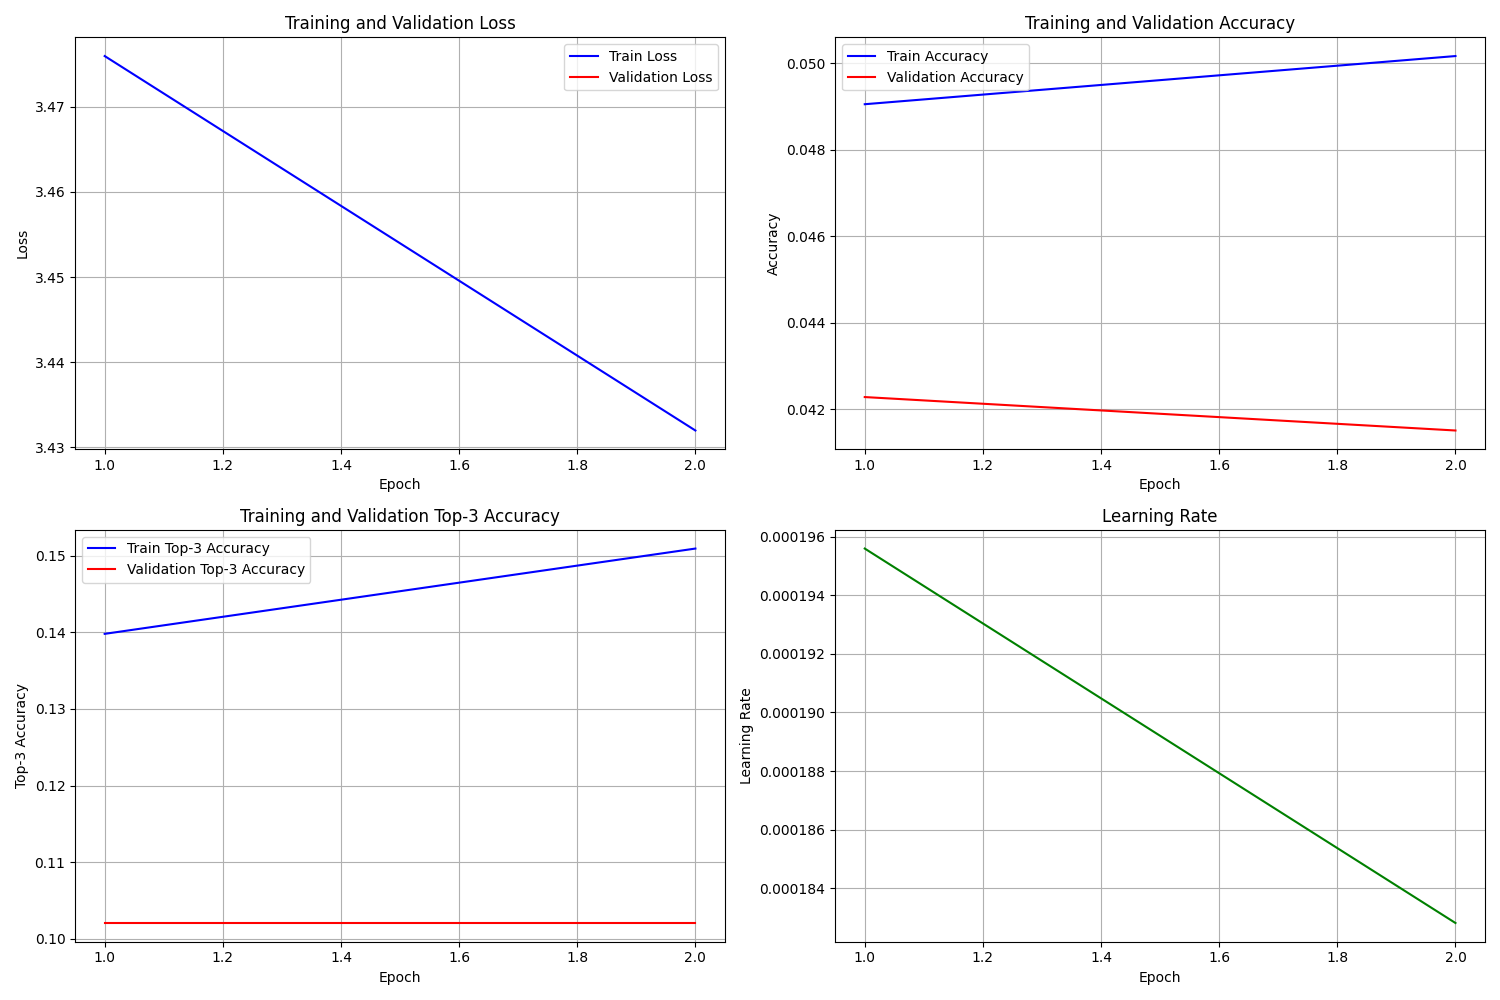 Training and Validation Loss
Train Loss
Validation Loss
3.47
3.46
3.45
3.44
3.43
Loss
1.0 1.2 1.4 1.6 1.8 2.0
Epoch
Training and Validation Accuracy
Train Accuracy
Validation Accuracy
0.050
0.048
0.046
0.044
0.042
Accuracy
1.0 1.2 1.4 1.6 1.8 2.0
Epoch
Training and Validation Top-3 Accuracy
Train Top-3 Accuracy
Validation Top-3 Accuracy
0.15
0.14
0.13
0.12
0.11
0.10
Top-3 Accuracy
1.0 1.2 1.4 1.6 1.8 2.0
Epoch
Learning Rate
0.000196
0.000194
0.000192
0.000190
0.000188
0.000186
0.000184
Learning Rate
1.0 1.2 1.4 1.6 1.8 2.0
Epoch